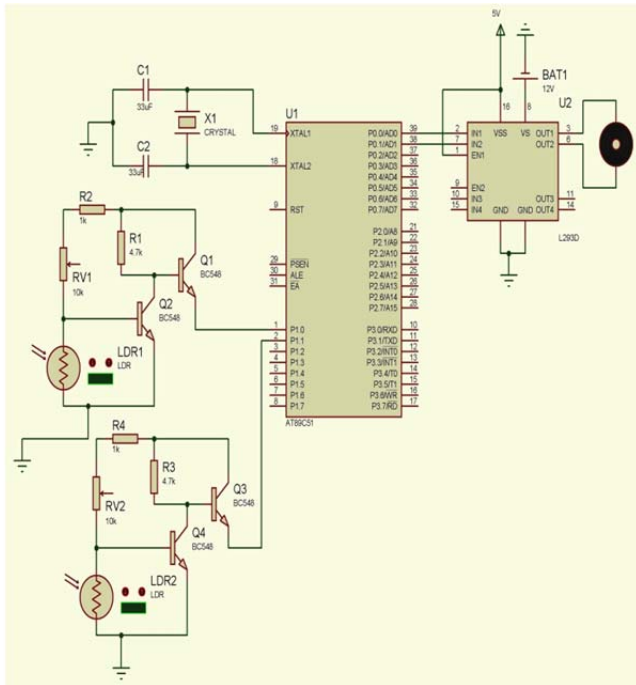 5V
C1
33uF
X1
CRYSTAL
C2
33uF
U1
19 XTAL1
18 XTAL2
9 RST
29 PSEN
30 ALE
31 EA
1 P1.0
2 P1.1
3 P1.2
4 P1.3
5 P1.4
6 P1.5
7 P1.6
8 P1.7
P0.0/AD0 39
P0.1/AD1 38
P0.2/AD2 37
P0.3/AD3 36
P0.4/AD4 35
P0.5/AD5 34
P0.6/AD6 33
P0.7/AD7 32
P2.0/A8 21
P2.1/A9 22
P2.2/A10 23
P2.3/A11 24
P2.4/A12 25
P2.5/A13 26
P2.6/A14 27
P2.7/A15 28
P3.0/RXD 10
P3.1/TXD 11
P3.2/INT0 12
P3.3/INT1 13
P3.4/T0 14
P3.5/T1 15
P3.6/WR 16
P3.7/RD 17
AT89C51
BAT1
12V
U2
16 8
2 IN1 VSS VS OUT1 3
7 IN2 OUT2 6
1 EN1
9 EN2
10 IN3 OUT3 11
15 IN4 GND GND OUT4 14
L293D
R2
1k
R1
4.7k
RV1
10k
Q1
BC548
Q2
BC548
LDR1
LDR
R4
1k
R3
4.7k
RV2
10k
Q3
BC548
Q4
BC548
LDR2
LDR